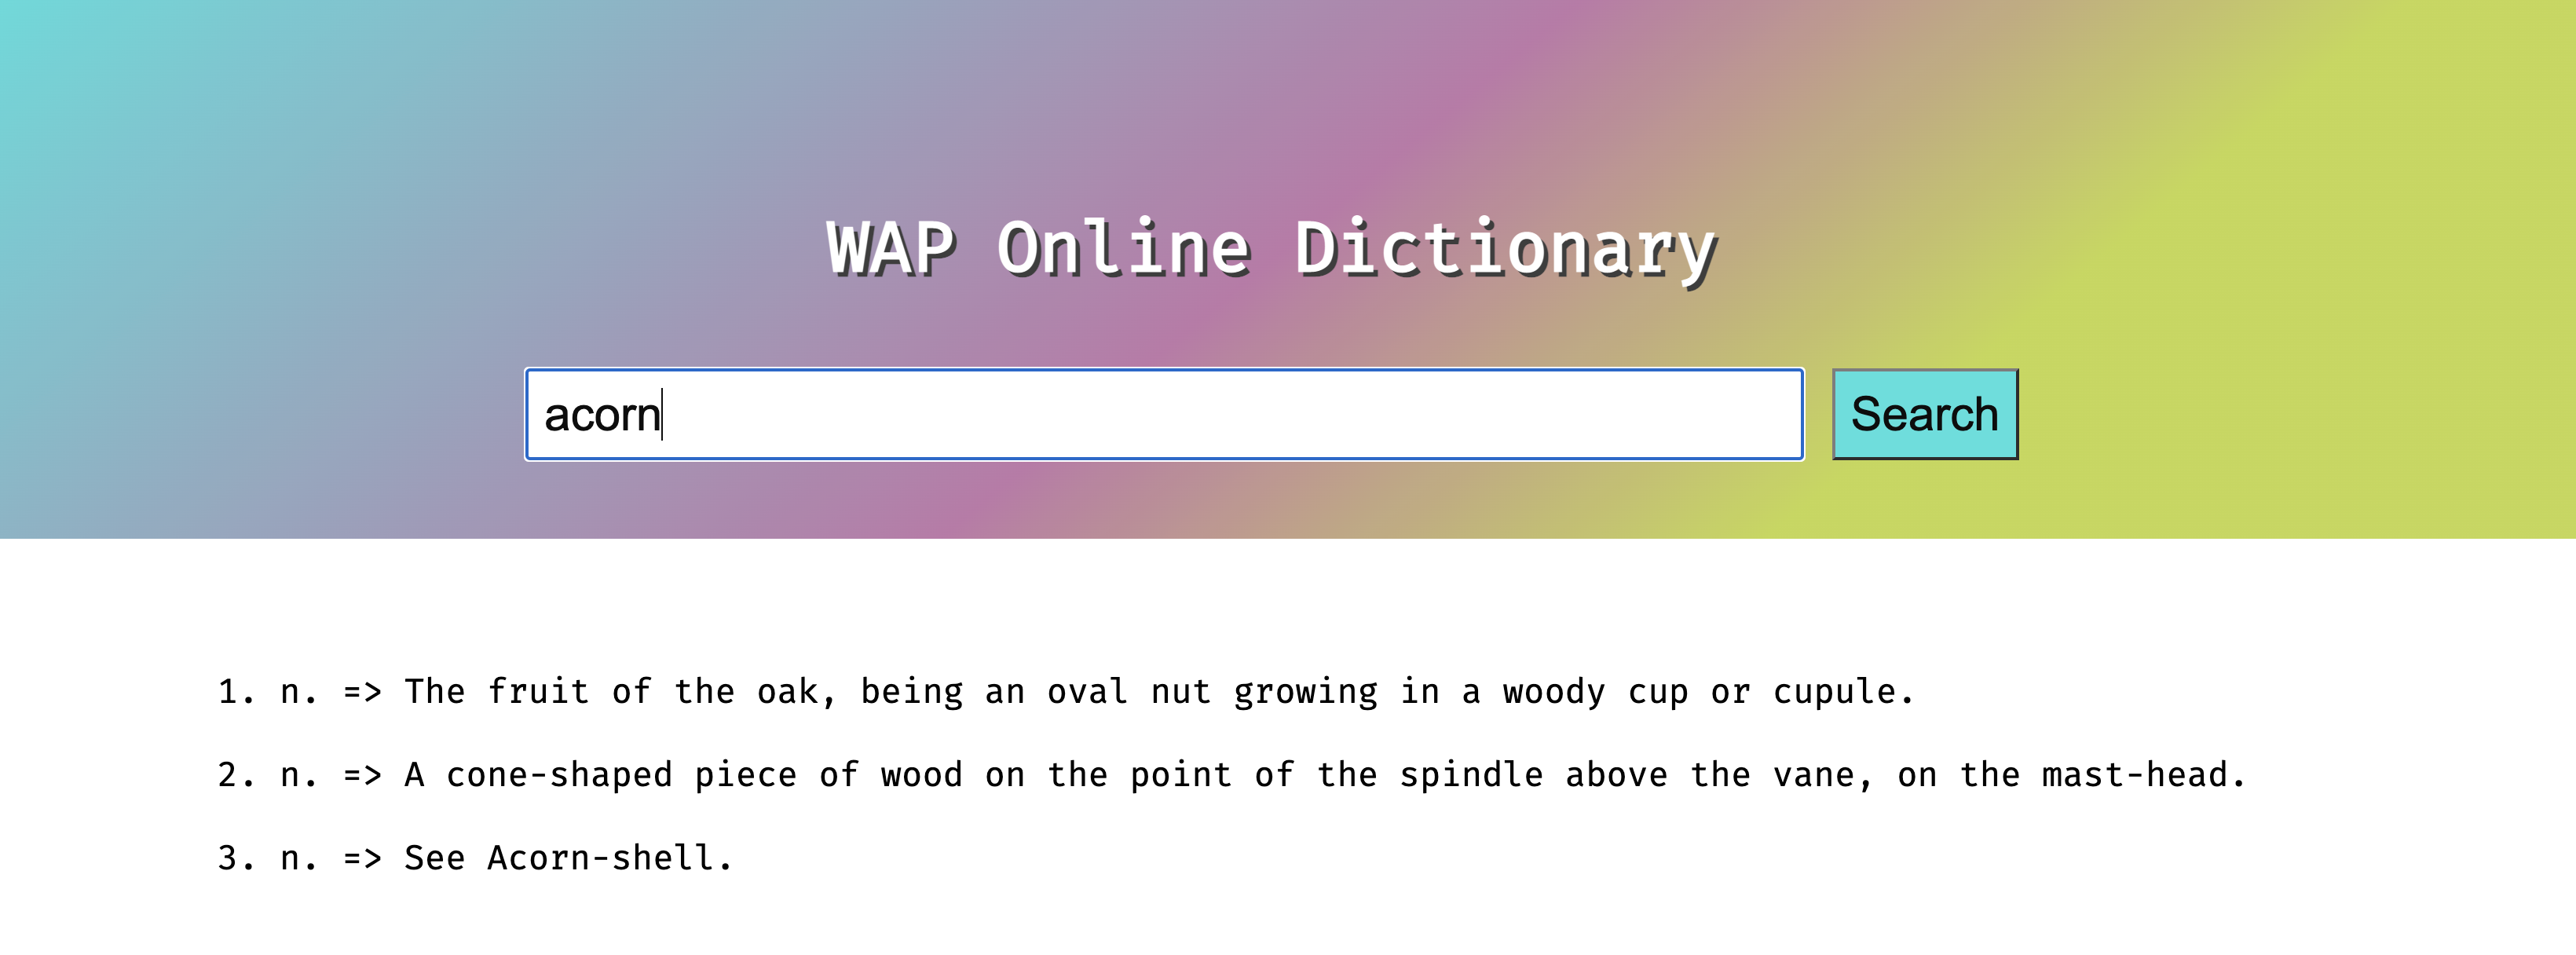 WAP Online Dictionary
acorn
Search
1. n. => The fruit of the oak, being an oval nut growing in a woody cup or cupule.
2. n. => A cone-shaped piece of wood on the point of the spindle above the vane, on the mast-head.
3. n. => See Acorn-shell.